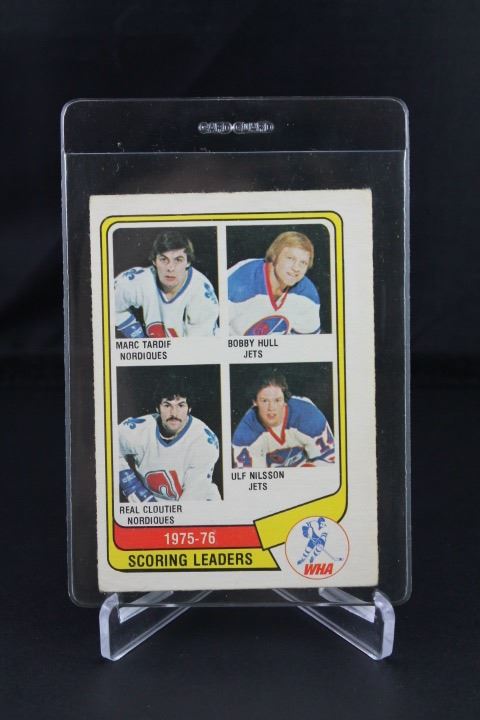 CARD GUARD
MARC TARDIF
NORDIQUES
BOBBY HULL
JETS
REAL CLOUTIER
NORDIQUES
14
ULF NILSSON
JETS
1975-76
SCORING LEADERS
WHA